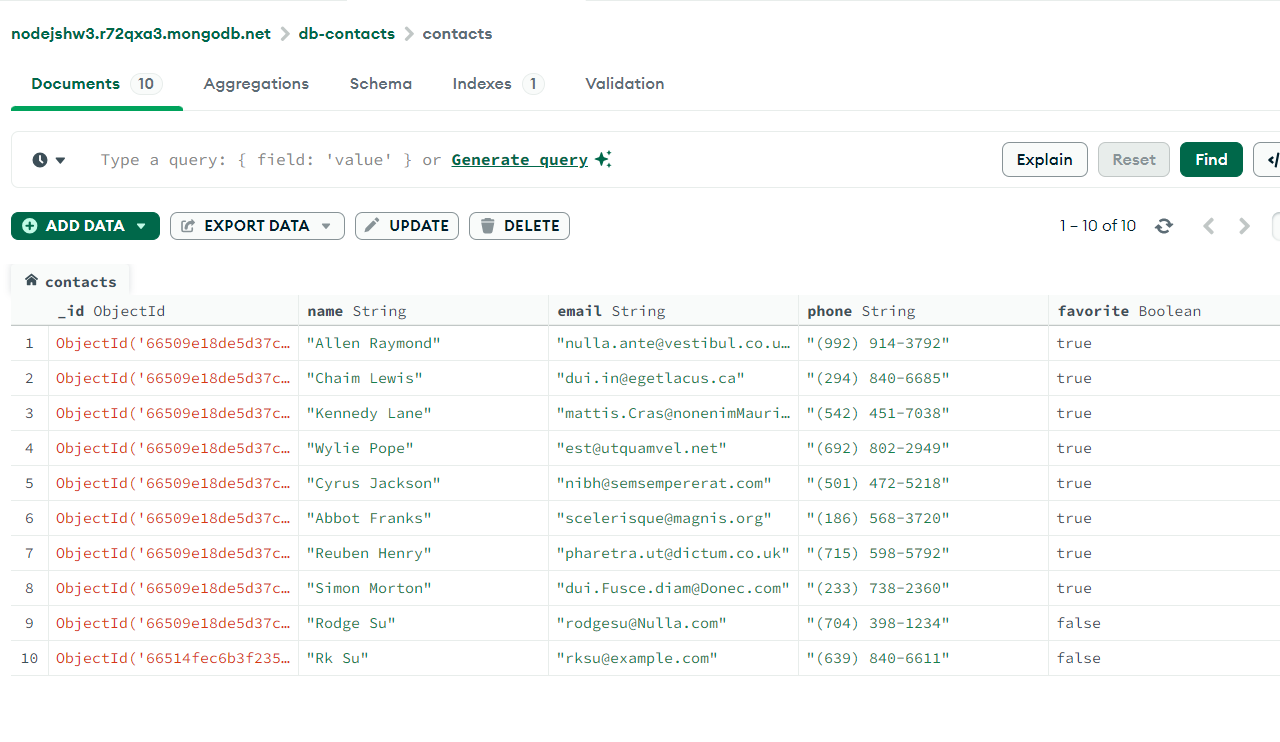 nodejshw3.r72qxa3.mongodb.net > db-contacts > contacts
Documents 10 Aggregations Schema Indexes 1 Validation
Type a query: { field: 'value' } or Generate query Explain Reset Find </
ADD DATA EXPORT DATA UPDATE DELETE 1 – 10 of 10
contacts
_id ObjectId name String email String phone String favorite Boolean
1 ObjectId('66509e18de5d37c… "Allen Raymond" "nulla.ante@vestibul.co.u… "(992) 914-3792" true
2 ObjectId('66509e18de5d37c… "Chaim Lewis" "dui.in@egetlacus.ca" "(294) 840-6685" true
3 ObjectId('66509e18de5d37c… "Kennedy Lane" "mattis.Cras@nonenimMauri… "(542) 451-7038" true
4 ObjectId('66509e18de5d37c… "Wylie Pope" "est@utquamvel.net" "(692) 802-2949" true
5 ObjectId('66509e18de5d37c… "Cyrus Jackson" "nibh@semsempererat.com" "(501) 472-5218" true
6 ObjectId('66509e18de5d37c… "Abbot Franks" "scelerisque@magnis.org" "(186) 568-3720" true
7 ObjectId('66509e18de5d37c… "Reuben Henry" "pharetra.ut@dictum.co.uk" "(715) 598-5792" true
8 ObjectId('66509e18de5d37c… "Simon Morton" "dui.Fusce.diam@Donec.com" "(233) 738-2360" true
9 ObjectId('66509e18de5d37c… "Rodge Su" "rodgesu@Nulla.com" "(704) 398-1234" false
10 ObjectId('66514fec6b3f235… "Rk Su" "rksu@example.com" "(639) 840-6611" false